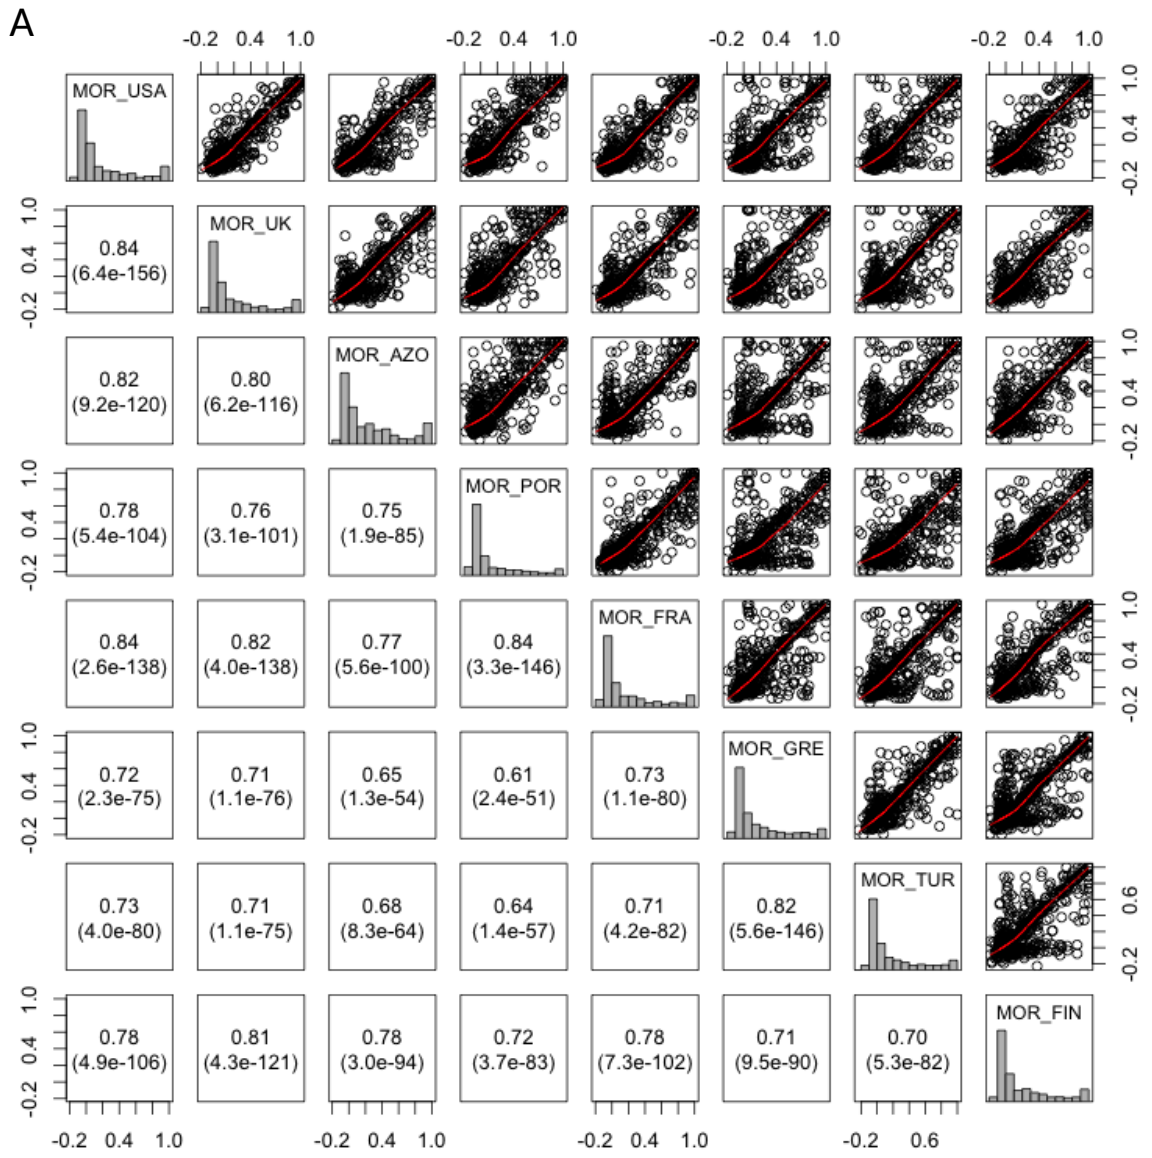 A
-0.2 0.4 1.0 -0.2 0.4 1.0 -0.2 0.4 1.0 -0.2 0.4 1.0
MOR_USA
1.0
0.4
-0.2
1.0
0.4
-0.2
0.84
(6.4e-156)
MOR_UK
0.82
(9.2e-120)
0.80
(6.2e-116)
MOR_AZO
1.0
0.4
-0.2
1.0
0.4
-0.2
0.78
(5.4e-104)
0.76
(3.1e-101)
0.75
(1.9e-85)
MOR_POR
0.84
(2.6e-138)
0.82
(4.0e-138)
0.77
(5.6e-100)
0.84
(3.3e-146)
MOR_FRA
1.0
0.4
-0.2
1.0
0.4
-0.2
0.72
(2.3e-75)
0.71
(1.1e-76)
0.65
(1.3e-54)
0.61
(2.4e-51)
0.73
(1.1e-80)
MOR_GRE
0.73
(4.0e-80)
0.71
(1.1e-75)
0.68
(8.3e-64)
0.64
(1.4e-57)
0.71
(4.2e-82)
0.82
(5.6e-146)
MOR_TUR
0.6
-0.2
1.0
0.4
-0.2
0.78
(4.9e-106)
0.81
(4.3e-121)
0.78
(3.0e-94)
0.72
(3.7e-83)
0.78
(7.3e-102)
0.71
(9.5e-90)
0.70
(5.3e-82)
MOR_FIN
-0.2 0.4 1.0 -0.2 0.4 1.0 -0.2 0.4 1.0 -0.2 0.6